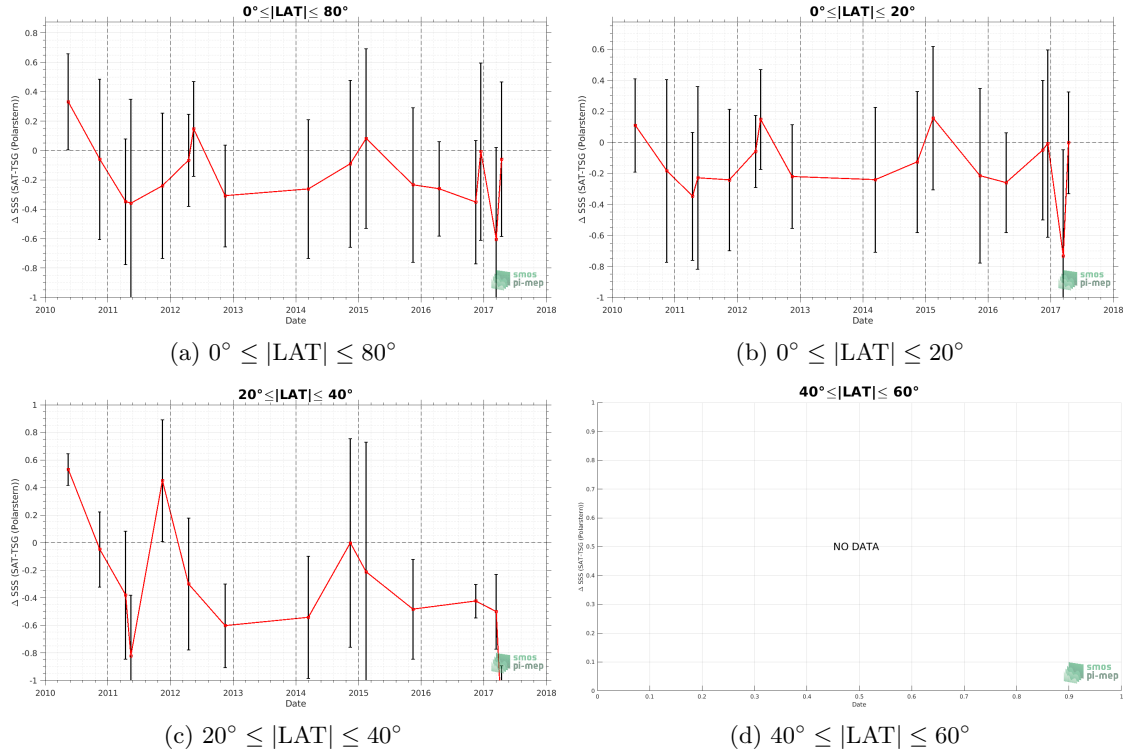 0°≤|LAT|≤ 80°
Δ SSS (SAT-TSG (Polarstern))
0.8
0.6
0.4
0.2
0
-0.2
-0.4
-0.6
-0.8
-1
2010 2011 2012 2013 2014 2015 2016 2017 2018
Date
smos
pi-mep
(a) 0° ≤ |LAT| ≤ 80°
0°≤|LAT|≤ 20°
Δ SSS (SAT-TSG (Polarstern))
0.6
0.4
0.2
0
-0.2
-0.4
-0.6
-0.8
-1
2010 2011 2012 2013 2014 2015 2016 2017 2018
Date
smos
pi-mep
(b) 0° ≤ |LAT| ≤ 20°
20°≤|LAT|≤ 40°
Δ SSS (SAT-TSG (Polarstern))
1
0.8
0.6
0.4
0.2
0
-0.2
-0.4
-0.6
-0.8
-1
2010 2011 2012 2013 2014 2015 2016 2017 2018
Date
smos
pi-mep
(c) 20° ≤ |LAT| ≤ 40°
40°≤|LAT|≤ 60°
Δ SSS (SAT-TSG (Polarstern))
1
0.9
0.8
0.7
0.6
0.5
0.4
0.3
0.2
0.1
0
NO DATA
0 0.1 0.2 0.3 0.4 0.5 0.6 0.7 0.8 0.9 1
Date
smos
pi-mep
(d) 40° ≤ |LAT| ≤ 60°